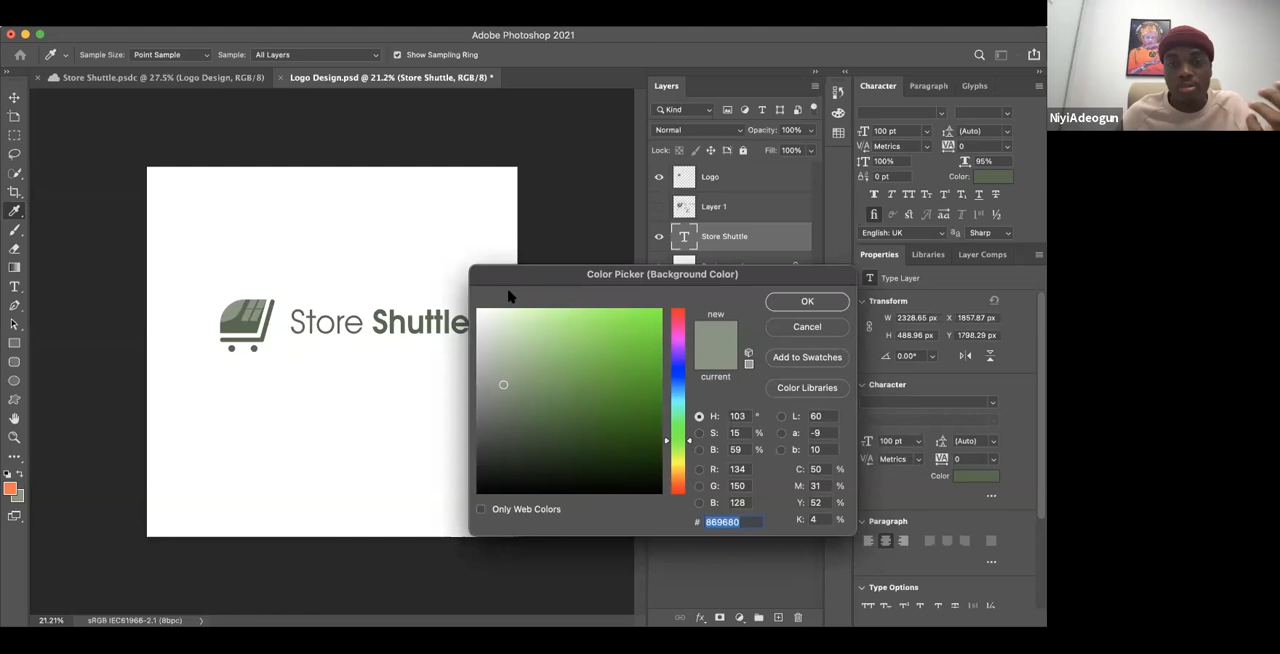 Adobe Photoshop 2021
Sample Size: Point Sample Sample: All Layers Show Sampling Ring
Store Shuttle.psdc @ 27.5% (Logo Design, RGB/8)
Logo Design.psd @ 21.2% (Store Shuttle, RGB/8) *
Layers
Kind
Normal Opacity: 100%
Lock: Fill: 100%
Logo
Layer 1
Store Shuttle
Store Shuttle
Color Picker (Background Color)
new
current
OK
Cancel
Add to Swatches
Color Libraries
H: 103 ° L: 60
S: 15 % a: -9
B: 59 % b: 10
R: 134 C: 50 %
G: 150 M: 31 %
B: 128 Y: 52 %
# 869680 K: 4 %
Only Web Colors
Character Paragraph Glyphs
100 pt (Auto)
Metrics 0
100% 95%
0 pt Color:
English: UK Sharp
Properties Libraries Layer Comps
Type Layer
Transform
W 2328.65 px X 1857.87 px
H 488.96 px Y 1798.29 px
0.00°
Character
100 pt (Auto)
Metrics 0
Color
Paragraph
Type Options
21.21% sRGB IEC61966-2.1 (8bpc)
NiyiAdeogun